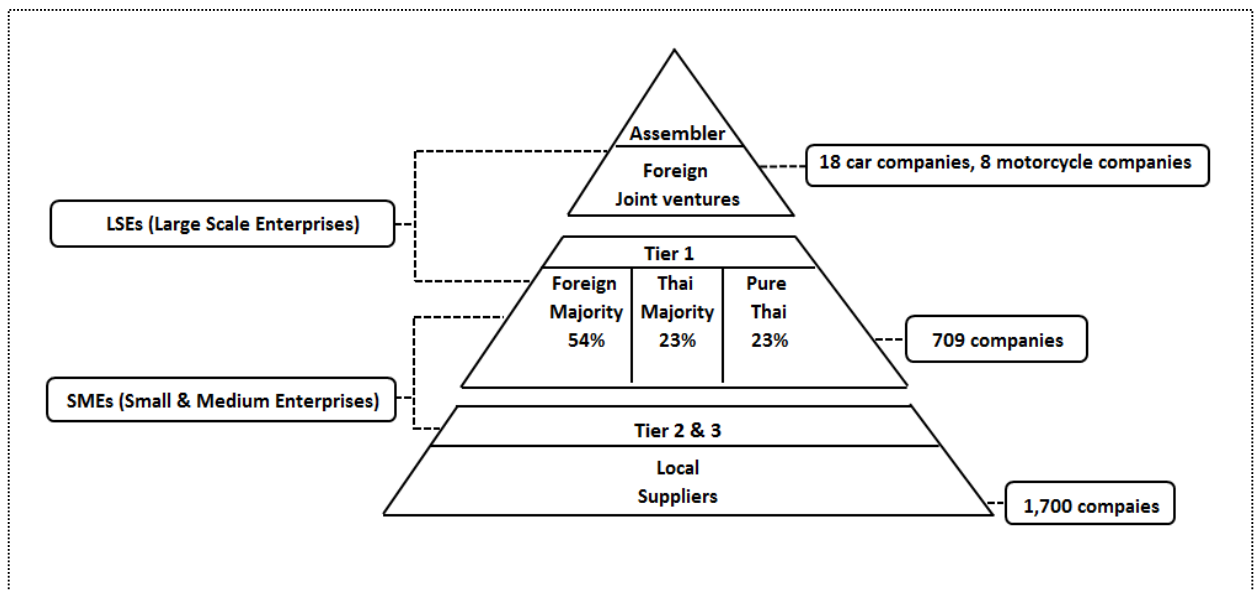 Assembler
Foreign
Joint ventures
18 car companies, 8 motorcycle companies
LSEs (Large Scale Enterprises)
Tier 1
Foreign
Majority
54%
Thai
Majority
23%
Pure
Thai
23%
709 companies
SMEs (Small & Medium Enterprises)
Tier 2 & 3
Local
Suppliers
1,700 compaies